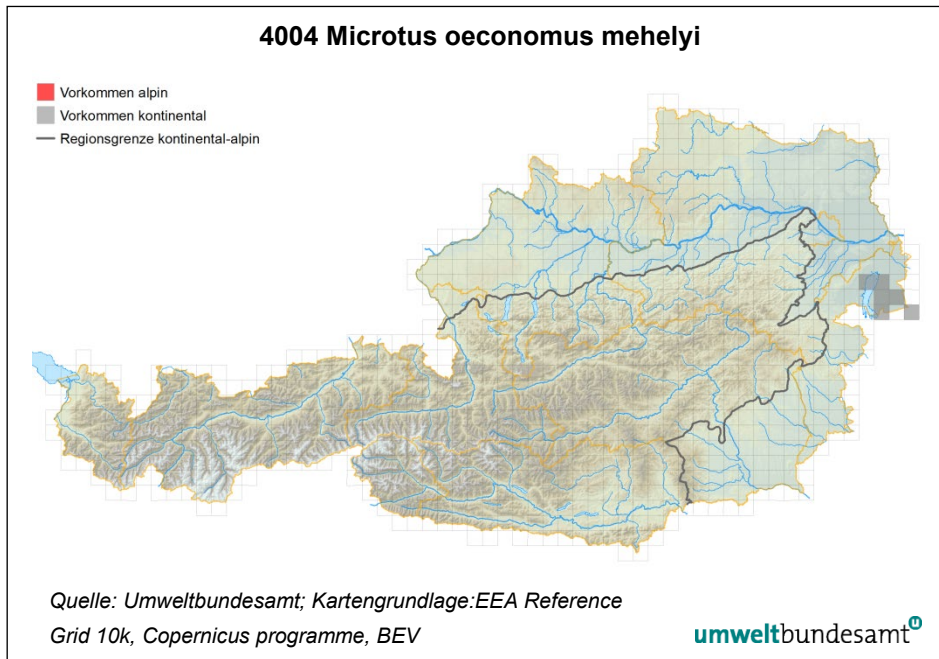 4004 Microtus oeconomus mehelyi
Vorkommen alpin
Vorkommen kontinental
Regionsgrenze kontinental-alpin
Quelle: Umweltbundesamt; Kartengrundlage:EEA Reference
Grid 10k, Copernicus programme, BEV
umweltbundesamt u